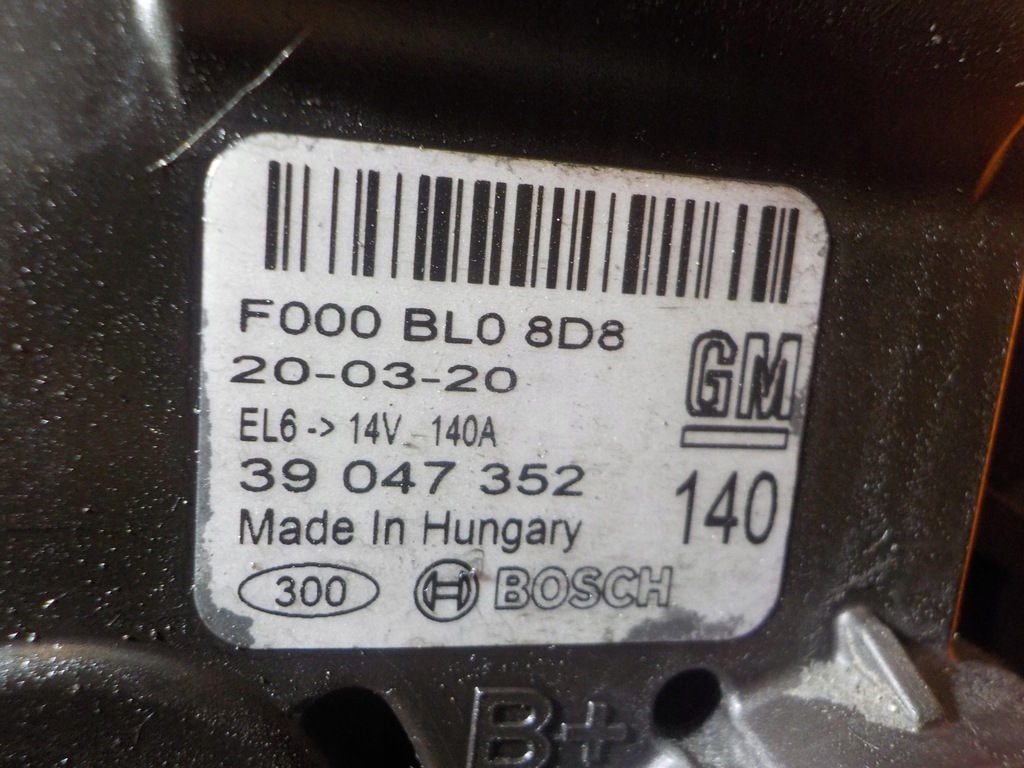 F000 BL0 8D8
20-03-20
EL6 -> 14V 140A
39 047 352
Made In Hungary
300 BOSCH
GM
140
B+